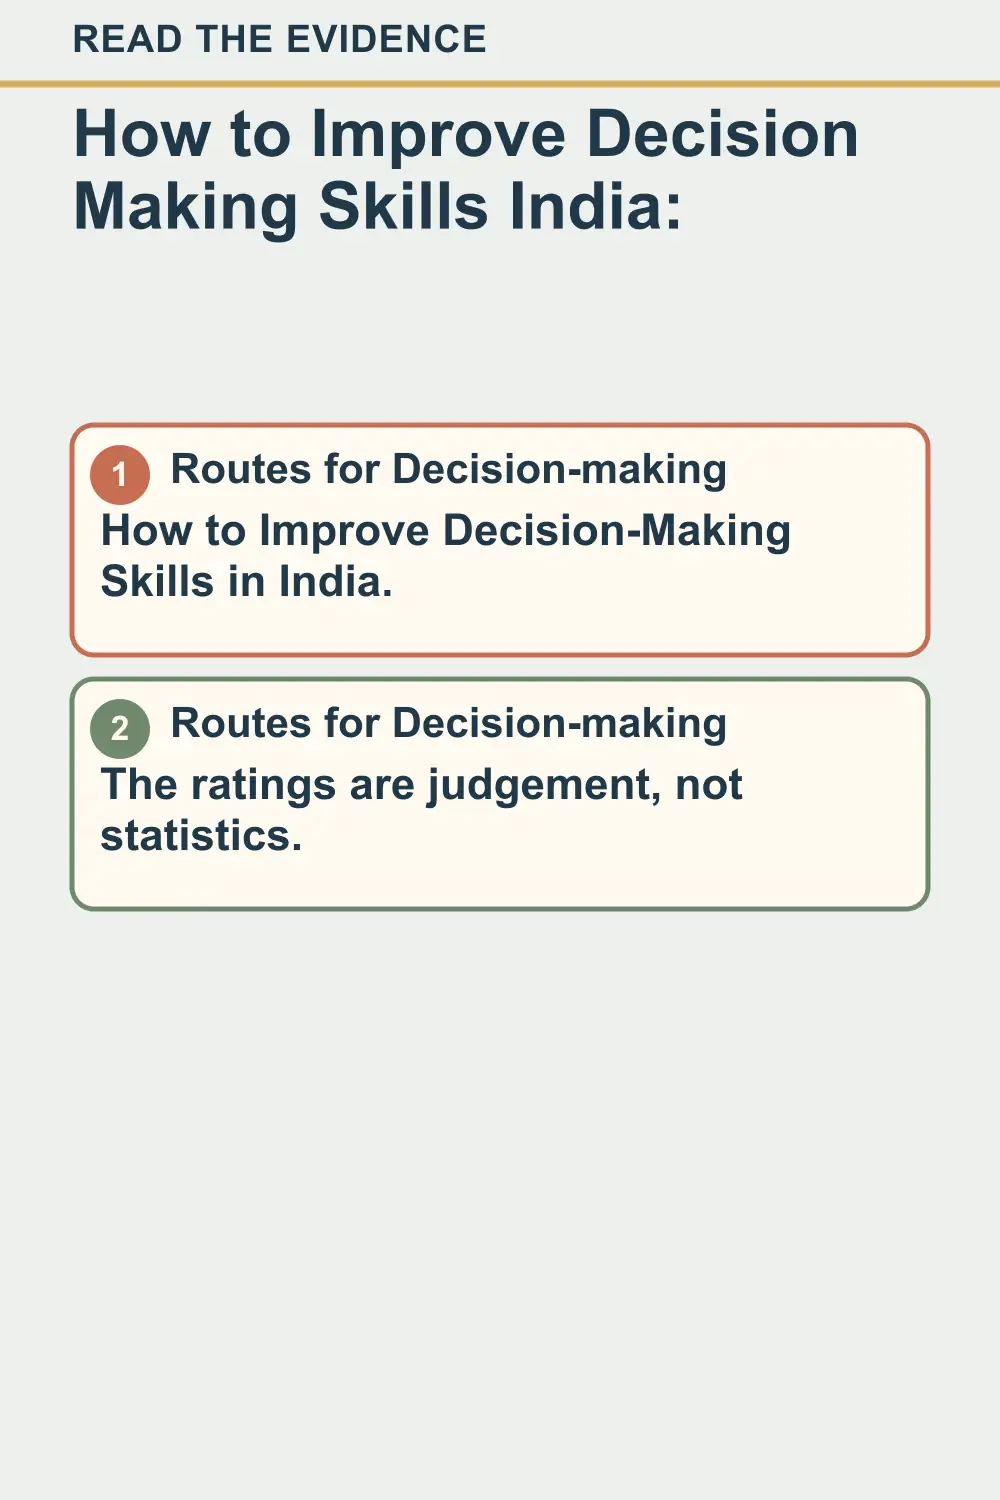 READ THE EVIDENCE
How to Improve Decision
Making Skills India:
1 Routes for Decision-making
How to Improve Decision-Making
Skills in India.
2 Routes for Decision-making
The ratings are judgement, not
statistics.